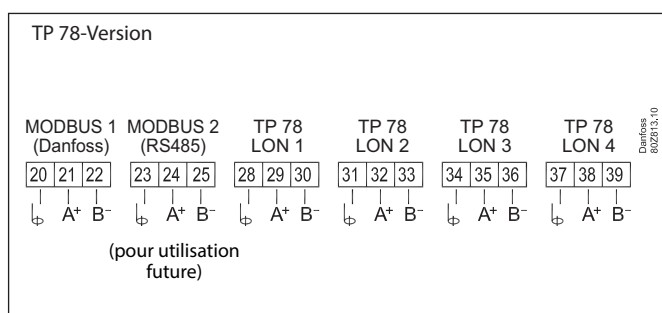 TP 78-Version
MODBUS 1 MODBUS 2 TP 78 TP 78 TP 78 TP 78
(Danfoss) (RS485) LON 1 LON 2 LON 3 LON 4
20 21 22 23 24 25 28 29 30 31 32 33 34 35 36 37 38 39
A+ B- A+ B- A+ B- A+ B- A+ B- A+ B-
(pour utilisation
future)
Danfoss
80Z813.10